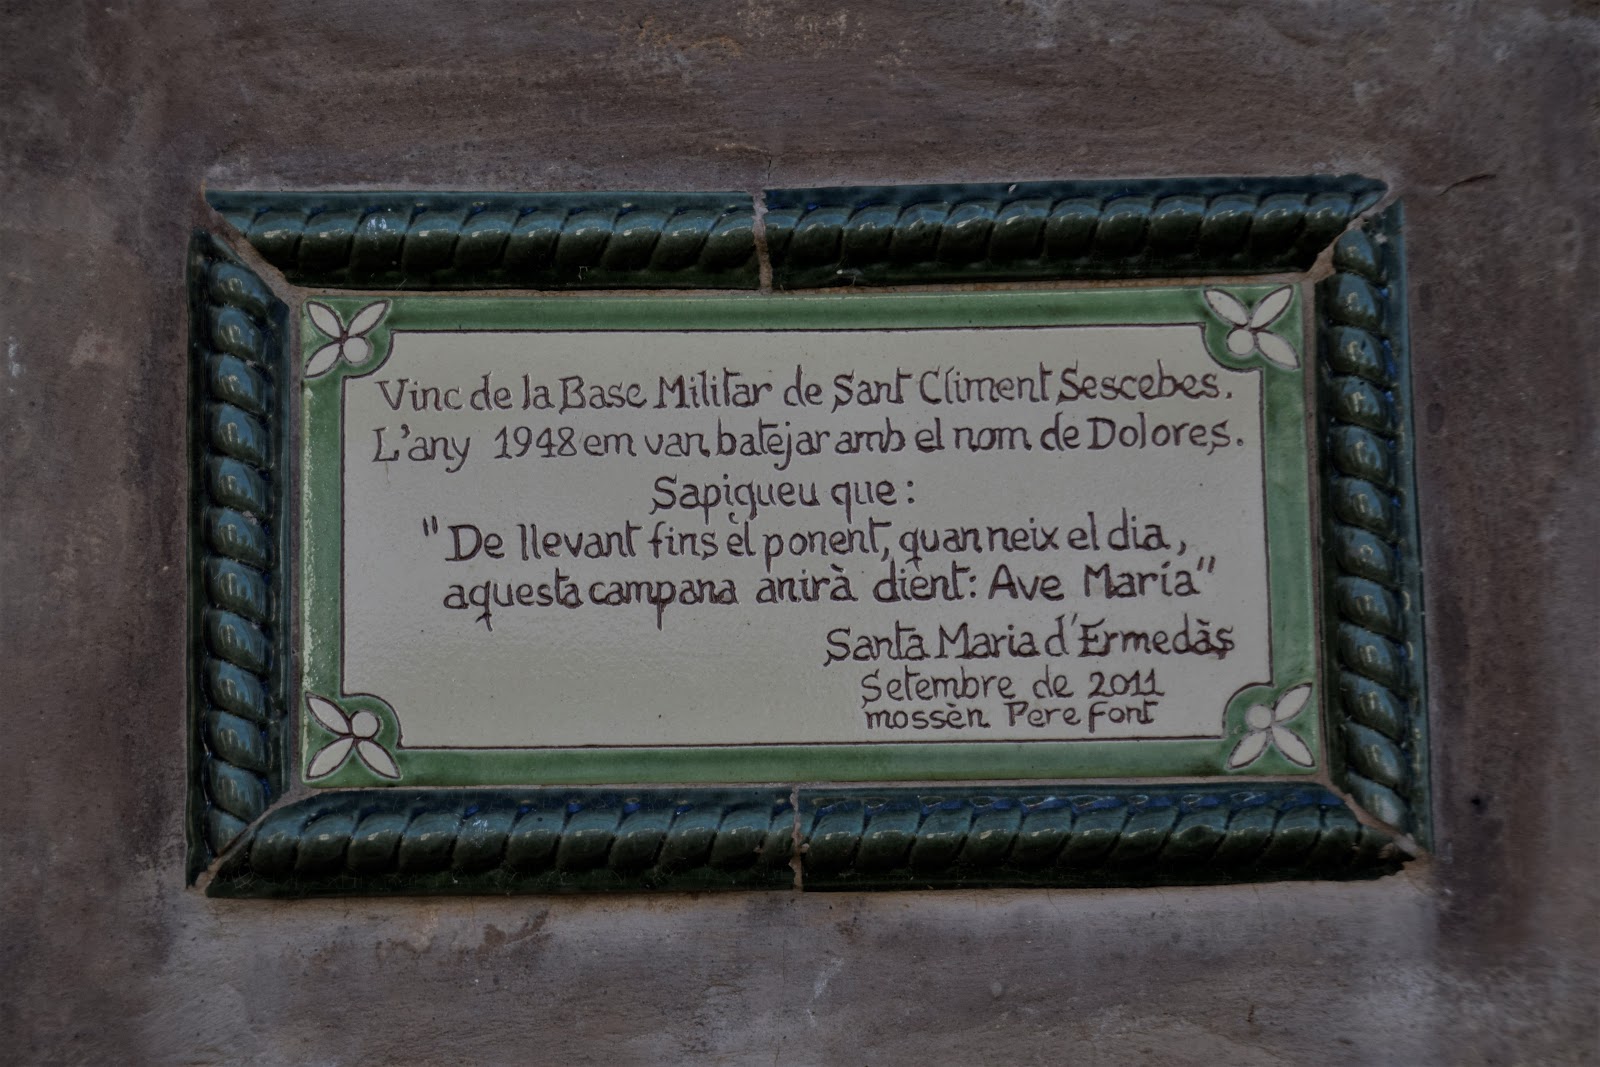 Vinc de la Base Militar de Sant Climent Sescebes.
L'any 1948 em van batejar amb el nom de Dolores.
Sapigueu que:
"De llevant fins el ponent, quan neix el dia,
aquesta campana anirà dient: Ave María"
Santa Maria d'Ermedàs
Setembre de 2011
mossèn Pere Font